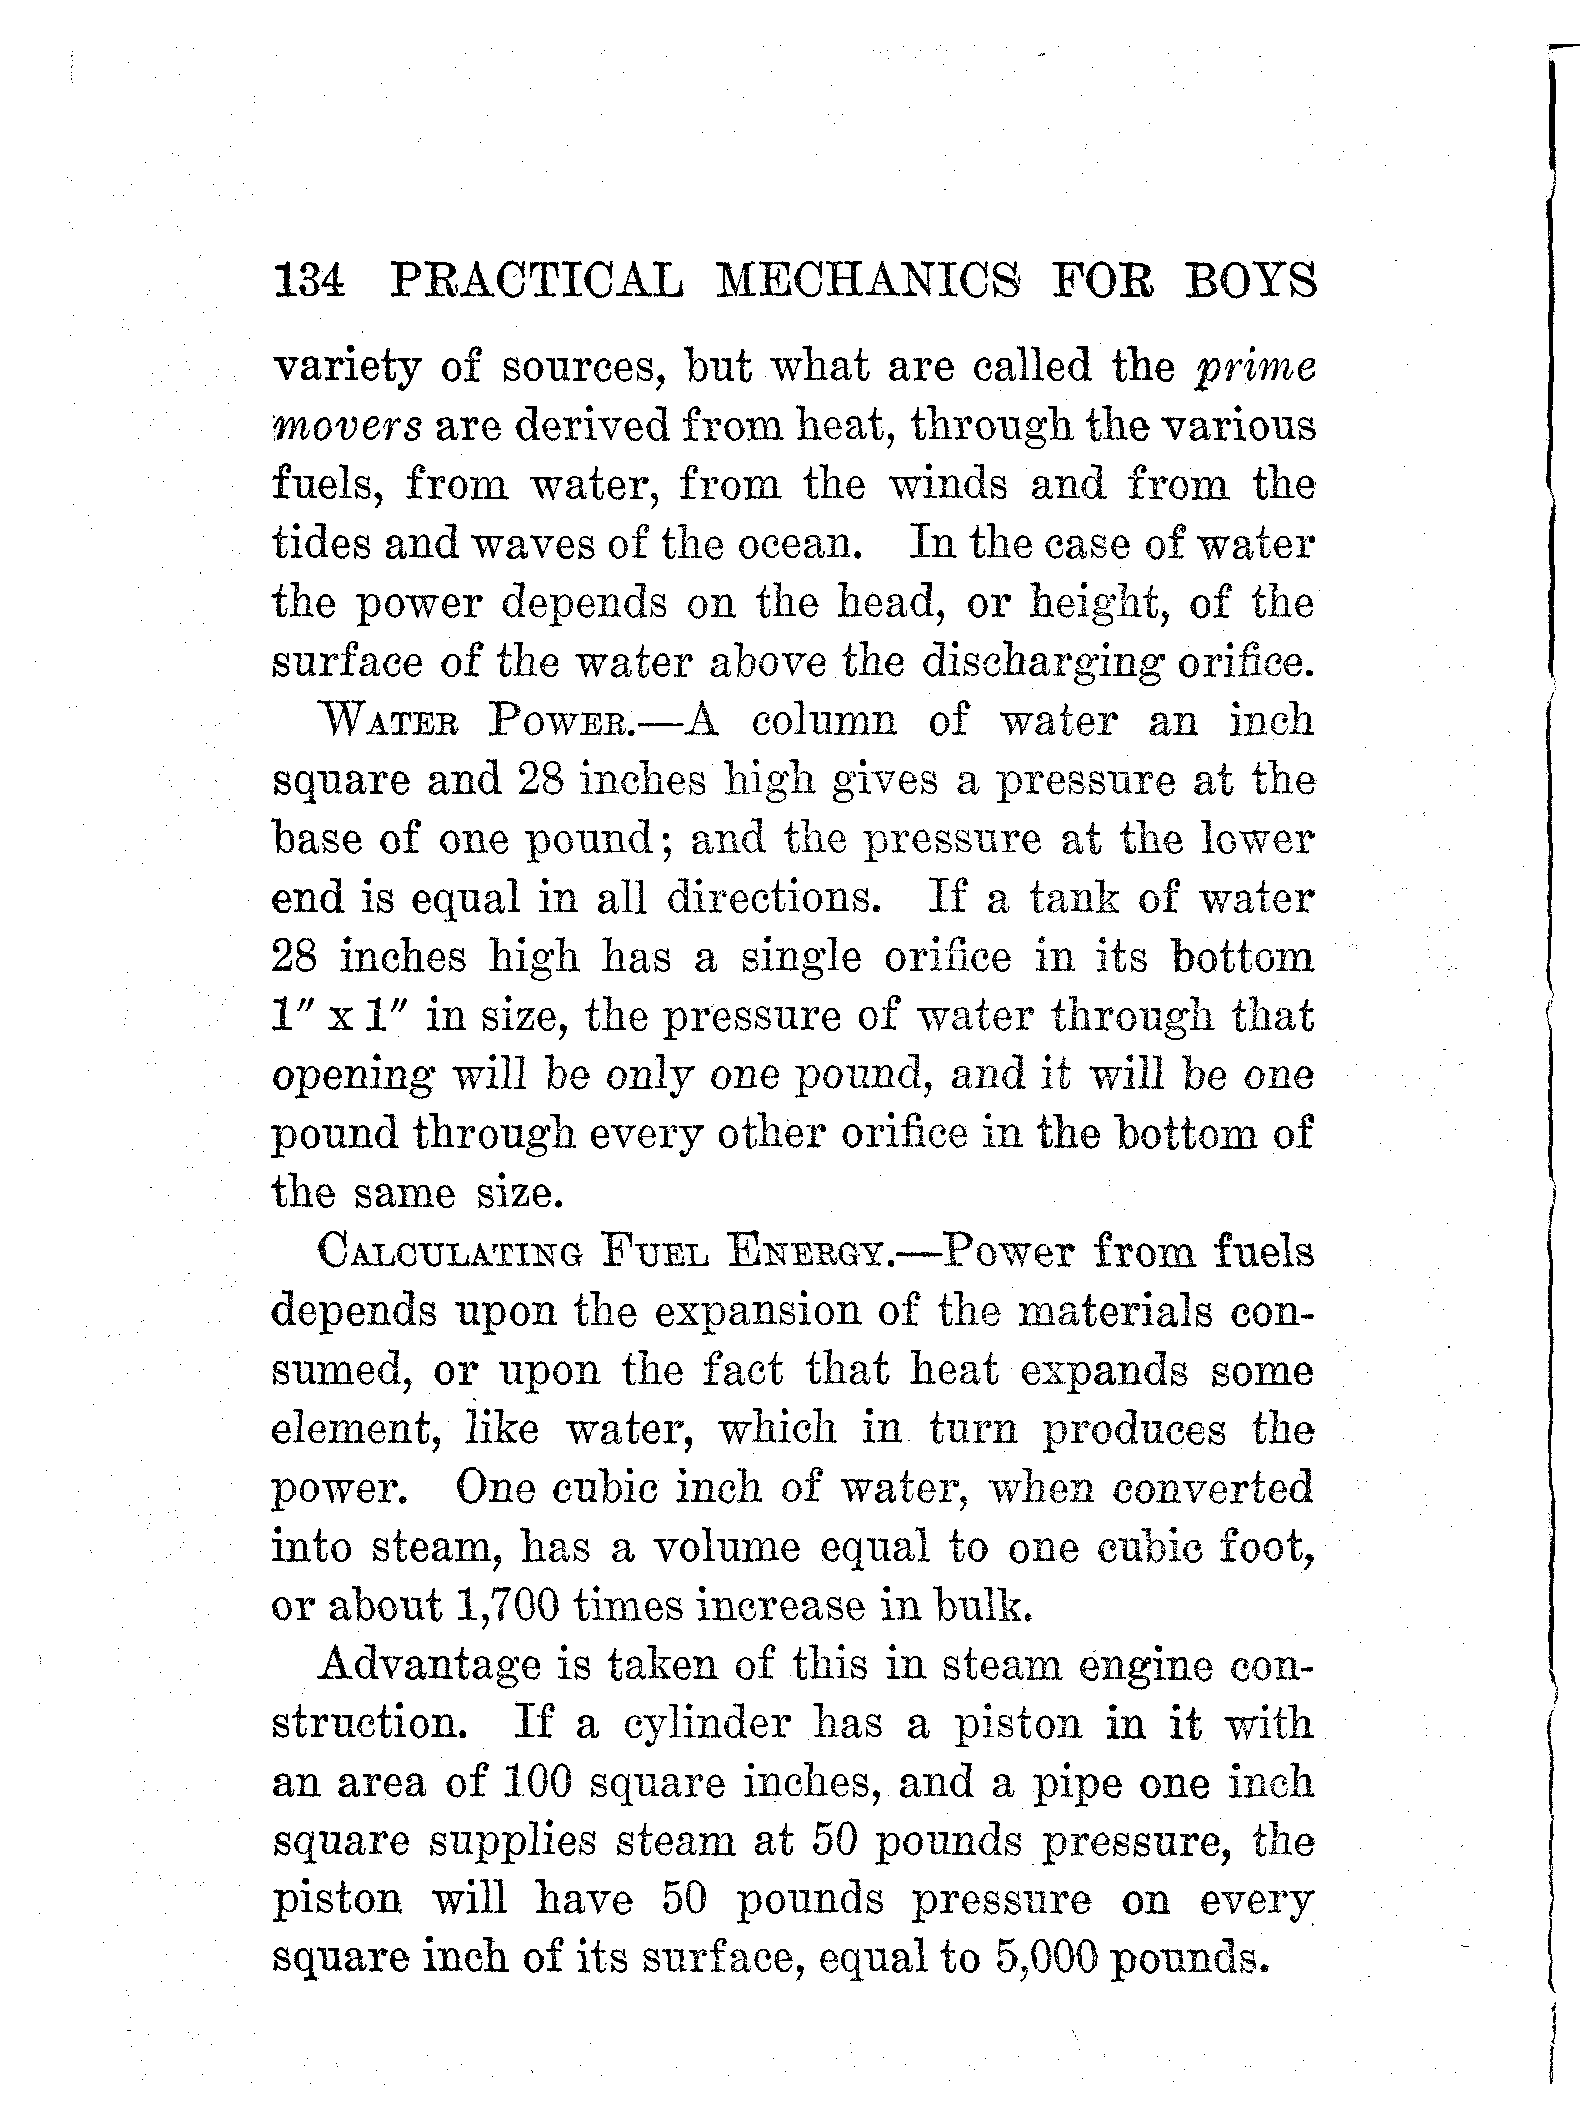 134 PRACTICAL MECHANICS FOR BOYS
variety of sources, but what are called the prime
movers are derived from heat, through the various
fuels, from water, from the winds and from the
tides and waves of the ocean. In the case of water
the power depends on the head, or height, of the
surface of the water above the discharging orifice.
WATER POWER.—A column of water an inch
square and 28 inches high gives a pressure at the
base of one pound; and the pressure at the lower
end is equal in all directions. If a tank of water
28 inches high has a single orifice in its bottom
1″ x 1″ in size, the pressure of water through that
opening will be only one pound, and it will be one
pound through every other orifice in the bottom of
the same size.
CALCULATING FUEL ENERGY.—Power from fuels
depends upon the expansion of the materials con-
sumed, or upon the fact that heat expands some
element, like water, which in turn produces the
power. One cubic inch of water, when converted
into steam, has a volume equal to one cubic foot,
or about 1,700 times increase in bulk.
Advantage is taken of this in steam engine con-
struction. If a cylinder has a piston in it with
an area of 100 square inches, and a pipe one inch
square supplies steam at 50 pounds pressure, the
piston will have 50 pounds pressure on every
square inch of its surface, equal to 5,000 pounds.